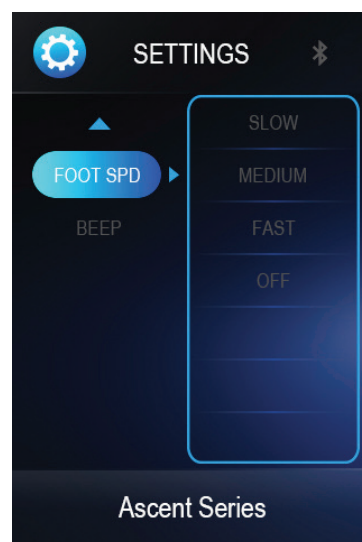 SETTINGS
FOOT SPD
BEEP
SLOW
MEDIUM
FAST
OFF
Ascent Series